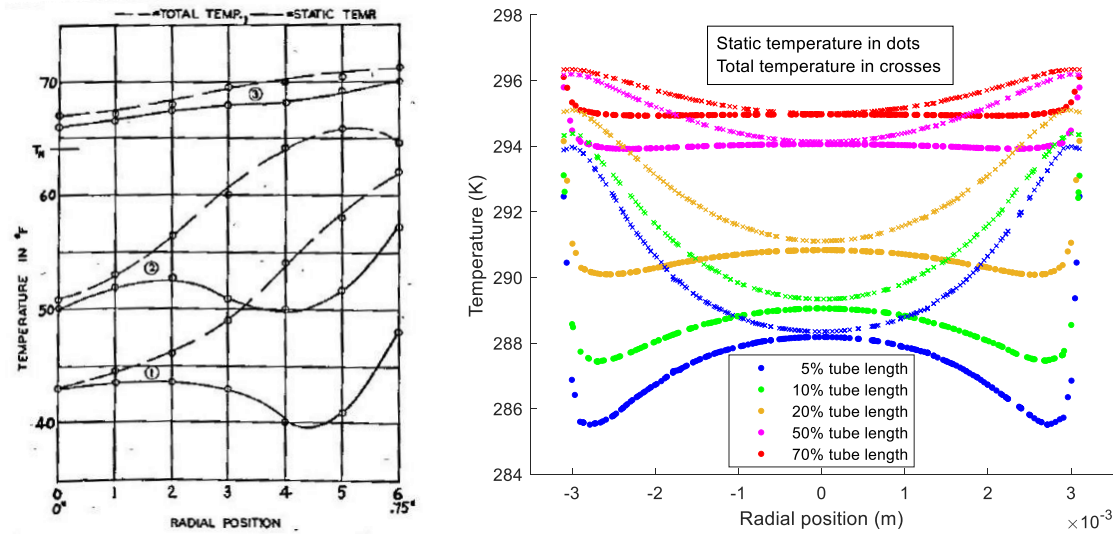 — — =TOTAL TEMP., —— =STATIC TEMP.
70
T_N
60
50
40
TEMPERATURE IN °F
①
②
③
0 1 2 3 4 5 6
0" .75"
RADIAL POSITION
298
296
294
292
290
288
286
284
Temperature (K)
Static temperature in dots
Total temperature in crosses
5% tube length
10% tube length
20% tube length
50% tube length
70% tube length
-3 -2 -1 0 1 2 3
Radial position (m)
×10⁻³